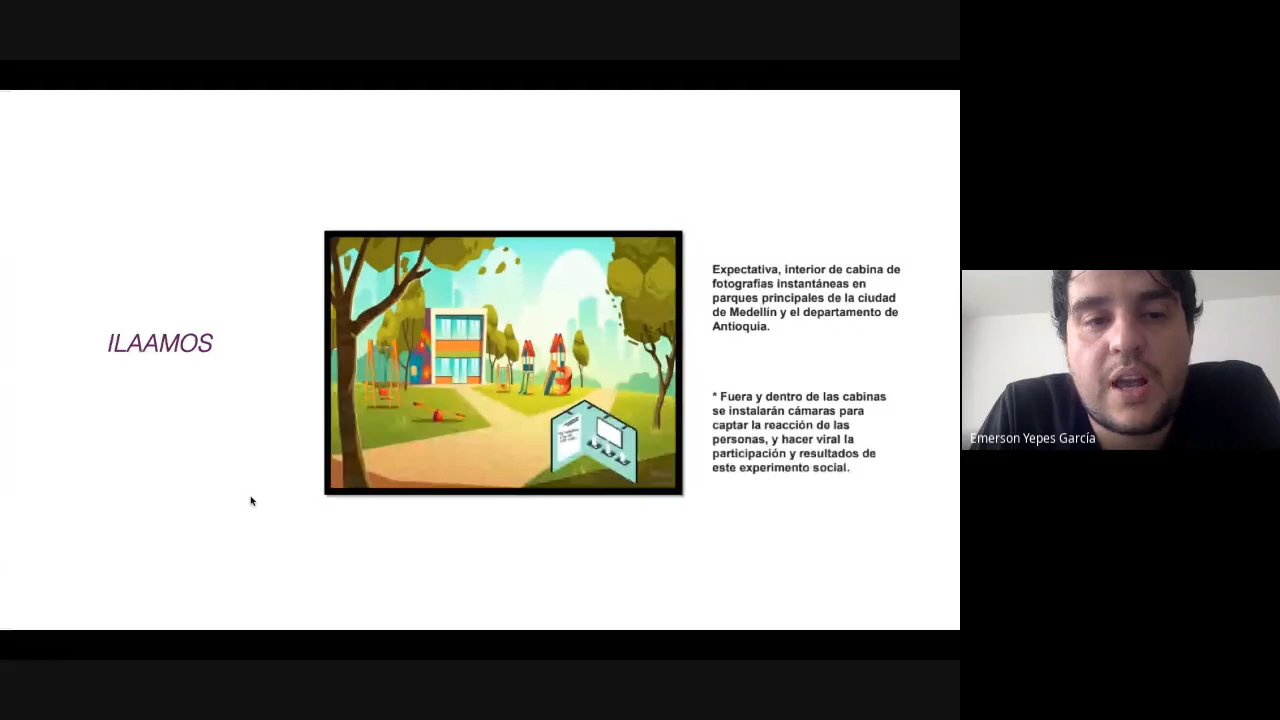 ILAAMOS
Expectativa, interior de cabina de
fotografías instantáneas en
parques principales de la ciudad
de Medellín y el departamento de
Antioquia.
* Fuera y dentro de las cabinas
se instalarán cámaras para
captar la reacción de las
personas, y hacer viral la
participación y resultados de
este experimento social.
Emerson Yepes García